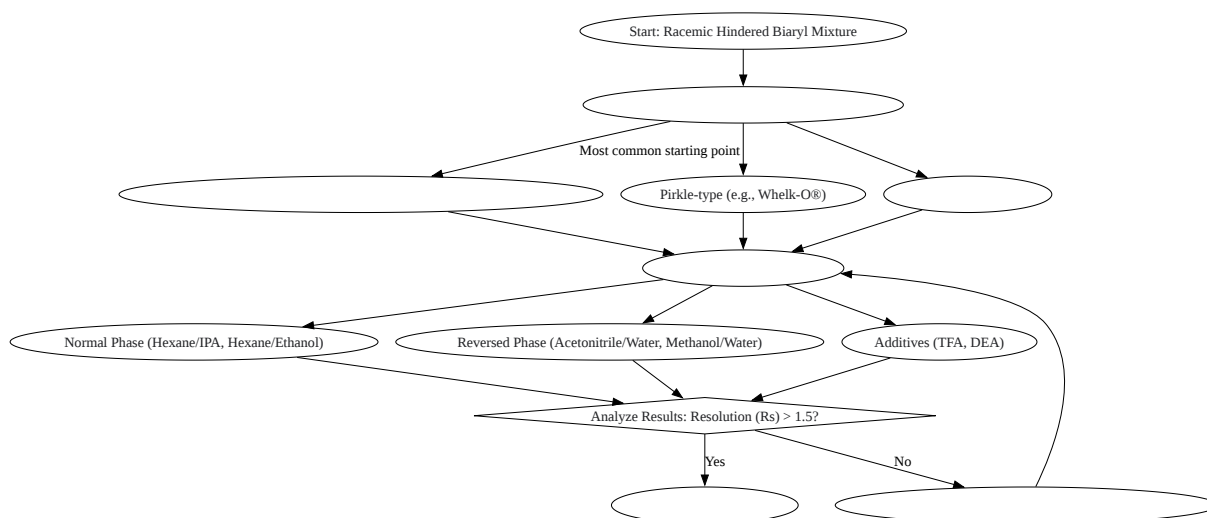 Start: Racemic Hindered Biaryl Mixture
Most common starting point
Pirkle-type (e.g., Whelk-O®)
Normal Phase (Hexane/IPA, Hexane/Ethanol)
Reversed Phase (Acetonitrile/Water, Methanol/Water)
Additives (TFA, DEA)
Analyze Results: Resolution (Rs) > 1.5?
Yes
No